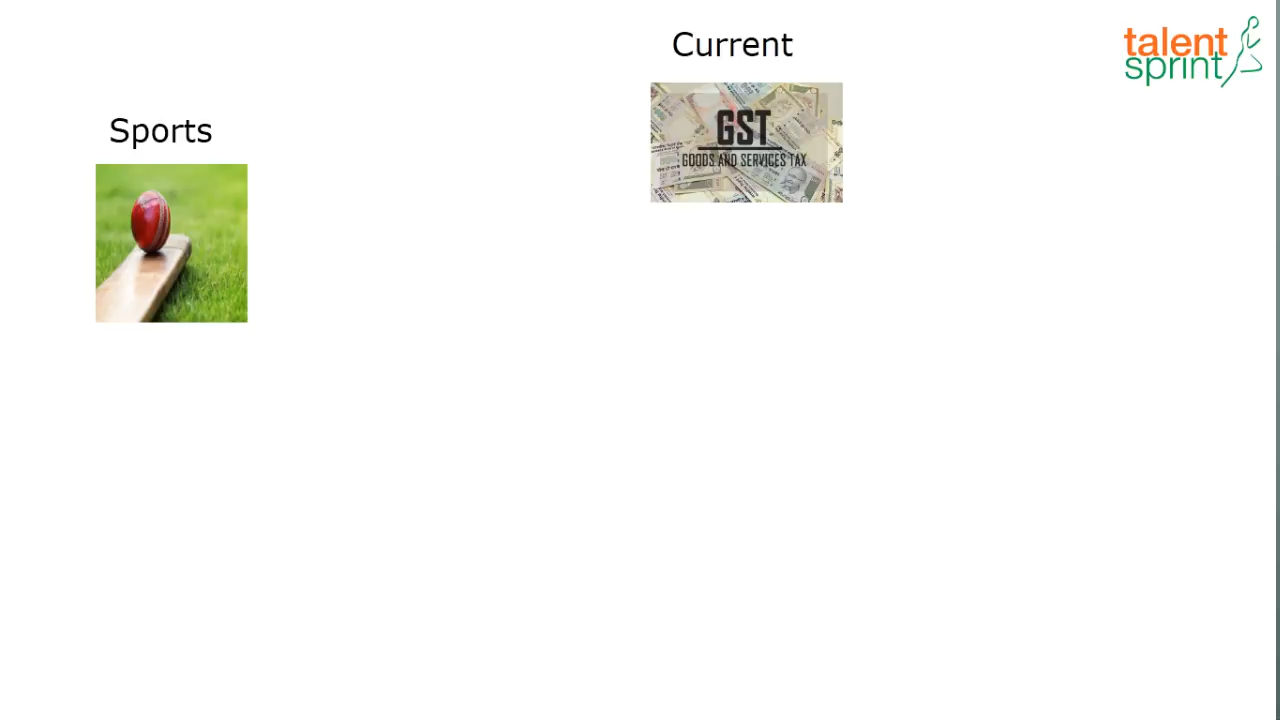 Current
talent
sprint
GST
GOODS AND SERVICES TAX
Sports